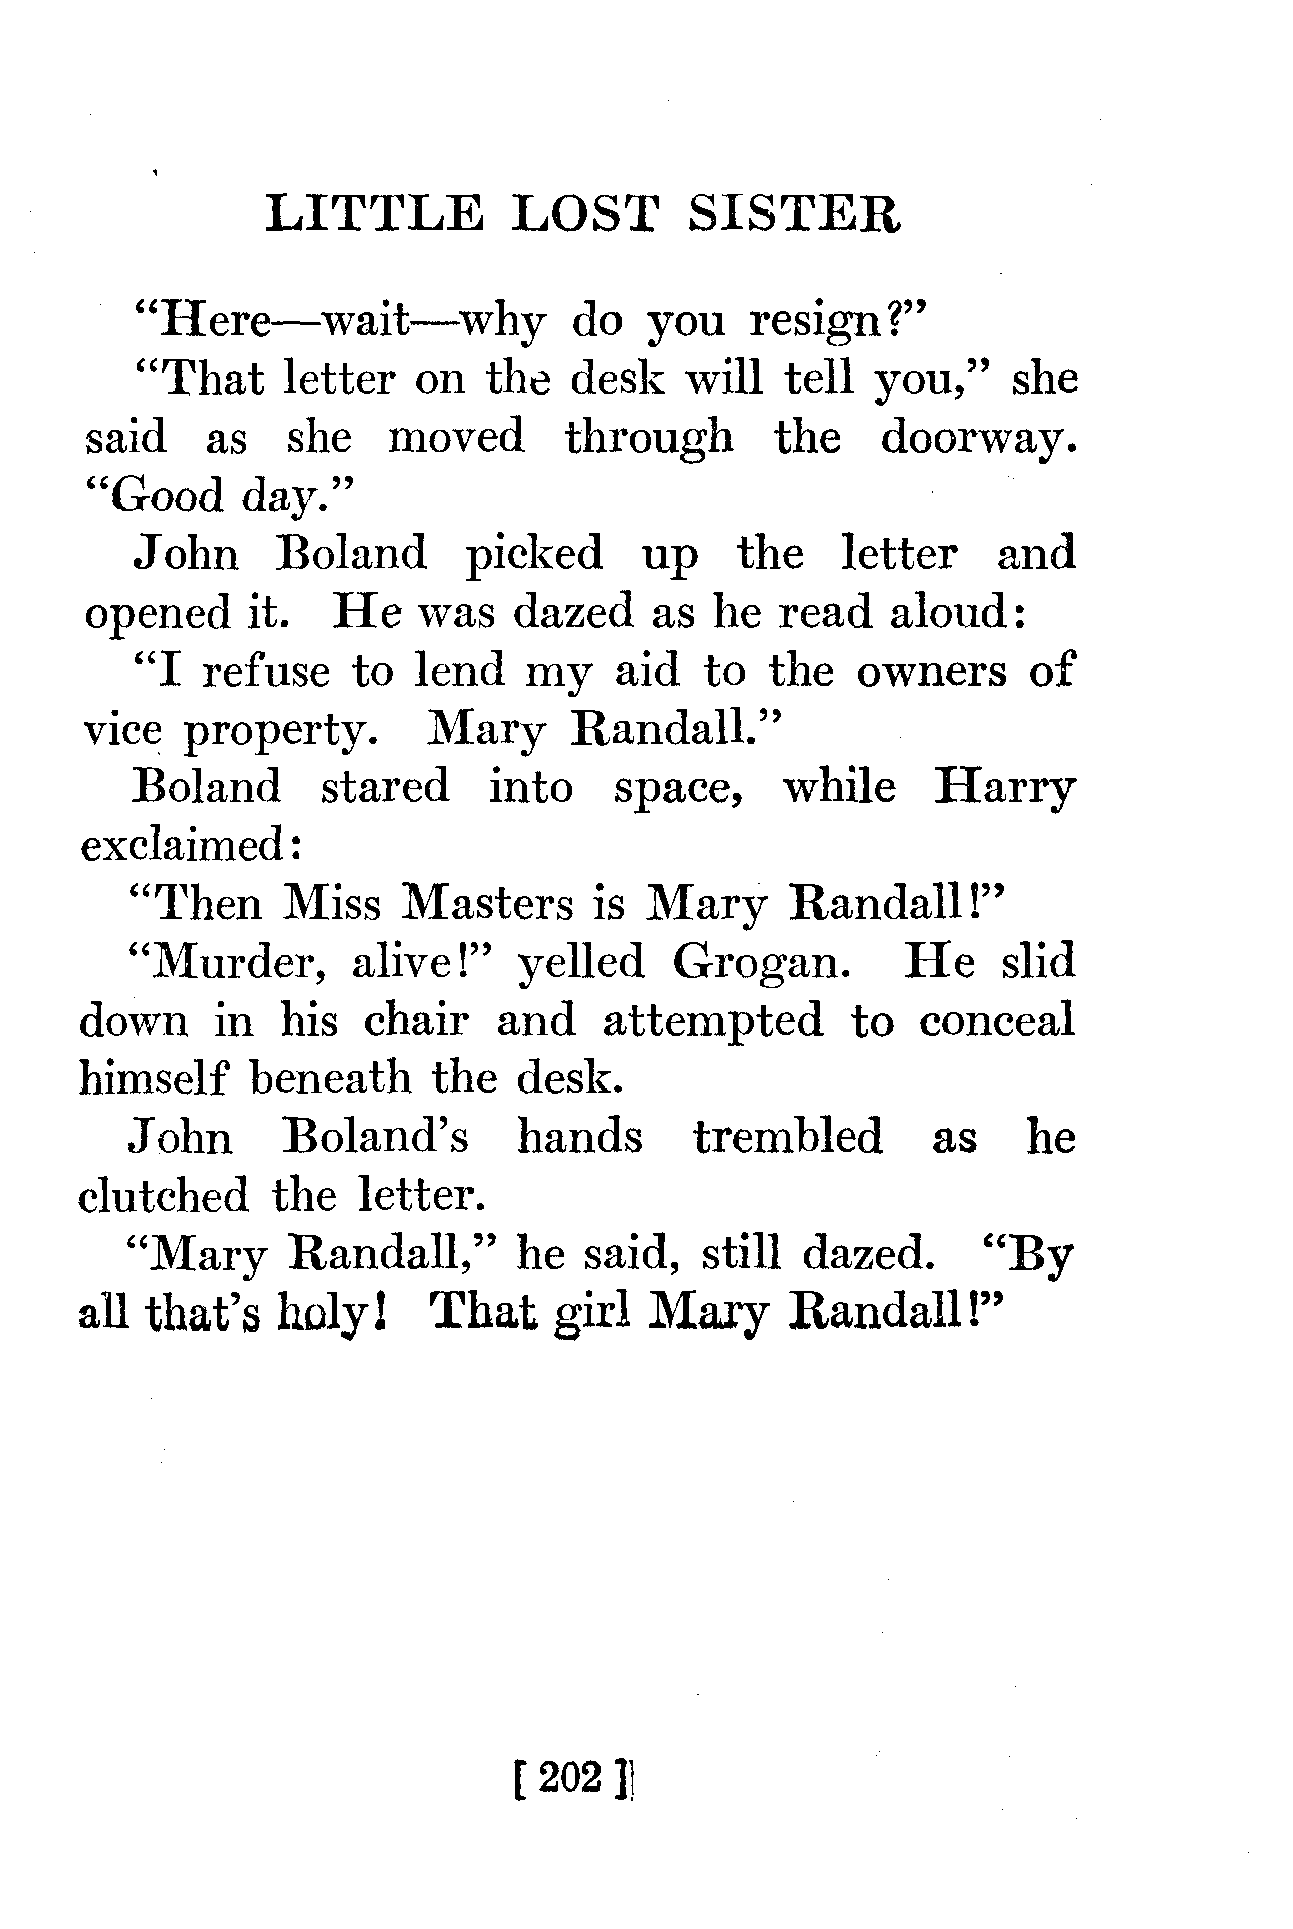 LITTLE LOST SISTER
“Here—wait—why do you resign?”
“That letter on the desk will tell you,” she
said as she moved through the doorway.
“Good day.”
John Boland picked up the letter and
opened it. He was dazed as he read aloud:
“I refuse to lend my aid to the owners of
vice property. Mary Randall.”
Boland stared into space, while Harry
exclaimed:
“Then Miss Masters is Mary Randall!”
“Murder, alive!” yelled Grogan. He slid
down in his chair and attempted to conceal
himself beneath the desk.
John Boland’s hands trembled as he
clutched the letter.
“Mary Randall,” he said, still dazed. “By
all that’s holy! That girl Mary Randall!”
[ 202 ]